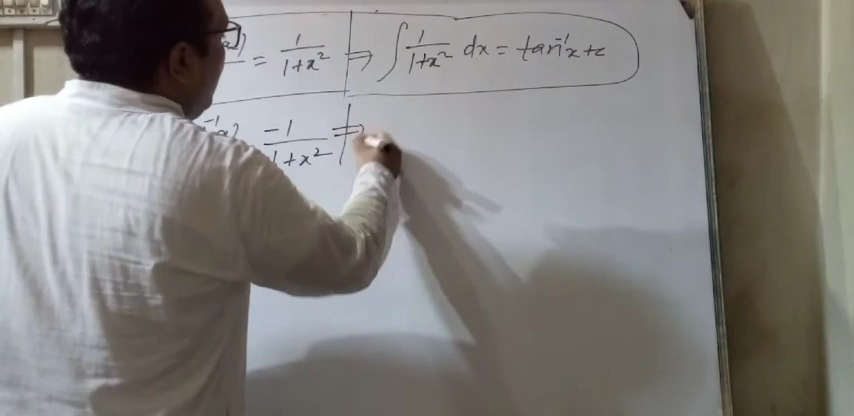 = 1/(1+x²) ⇒ ∫ 1/(1+x²) dx = tan⁻¹x + c
-1/(1+x²) ⇒